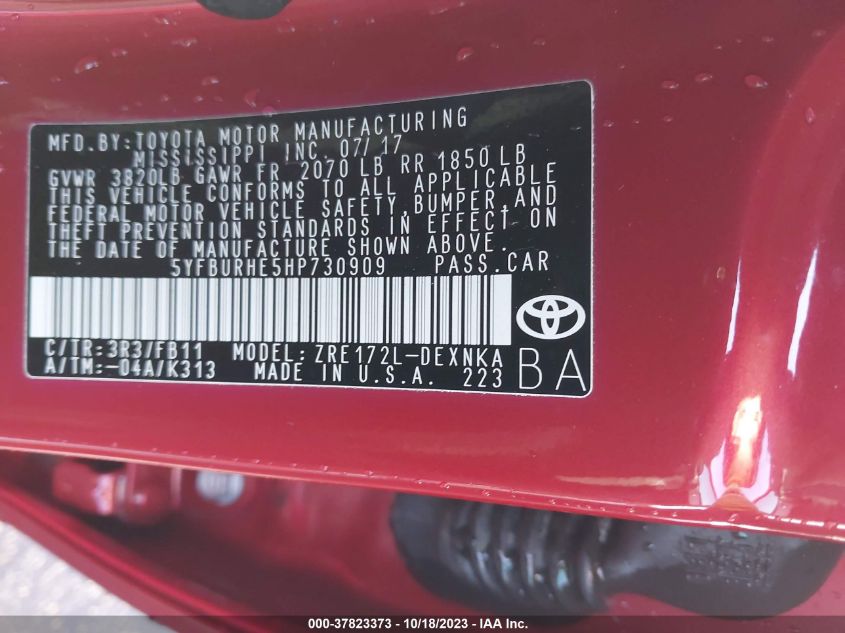 MFD.BY:TOYOTA MOTOR MANUFACTURING
MISSISSIPPI INC. 07/17
GVWR 3820LB GAWR FR 2070 LB RR 1850 LB
THIS VEHICLE CONFORMS TO ALL APPLICABLE
FEDERAL MOTOR VEHICLE SAFETY,BUMPER,AND
THEFT PREVENTION STANDARDS IN EFFECT ON
THE DATE OF MANUFACTURE SHOWN ABOVE.
5YFBURHE5HP730909 PASS.CAR
C/TR:3R3/FB11 MODEL:ZRE172L-DEXNKA
A/TM:-04A/K313 MADE IN U.S.A. 223
BA
000-37823373 - 10/18/2023 - IAA Inc.